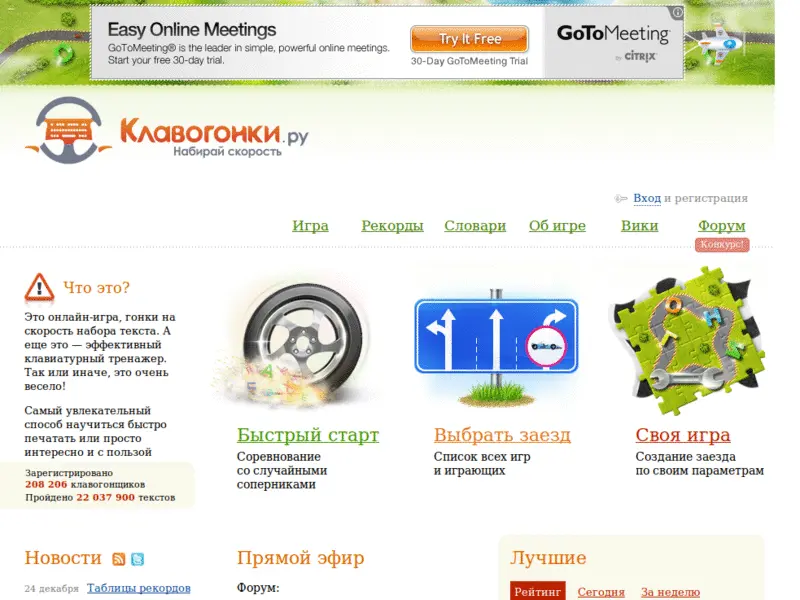 Easy Online Meetings
GoToMeeting® is the leader in simple, powerful online meetings.
Start your free 30-day trial.
Try It Free
30-Day GoToMeeting Trial
GoToMeeting
by CITRIX
Клавогонки.ру
Набирай скорость
Вход и регистрация
Игра Рекорды Словари Об игре Вики Форум
Конкурс!
Что это?
Это онлайн-игра, гонки на
скорость набора текста. А
еще это — эффективный
клавиатурный тренажер.
Так или иначе, это очень
весело!
Самый увлекательный
способ научиться быстро
печатать или просто
интересно и с пользой
Зарегистрировано
208 206 клавогонщиков
Пройдено 22 037 900 текстов
Быстрый старт
Соревнование
со случайными
соперниками
Выбрать заезд
Список всех игр
и играющих
Своя игра
Создание заезда
по своим параметрам
Новости
24 декабря Таблицы рекордов
Прямой эфир
Форум:
Лучшие
Рейтинг Сегодня За неделю